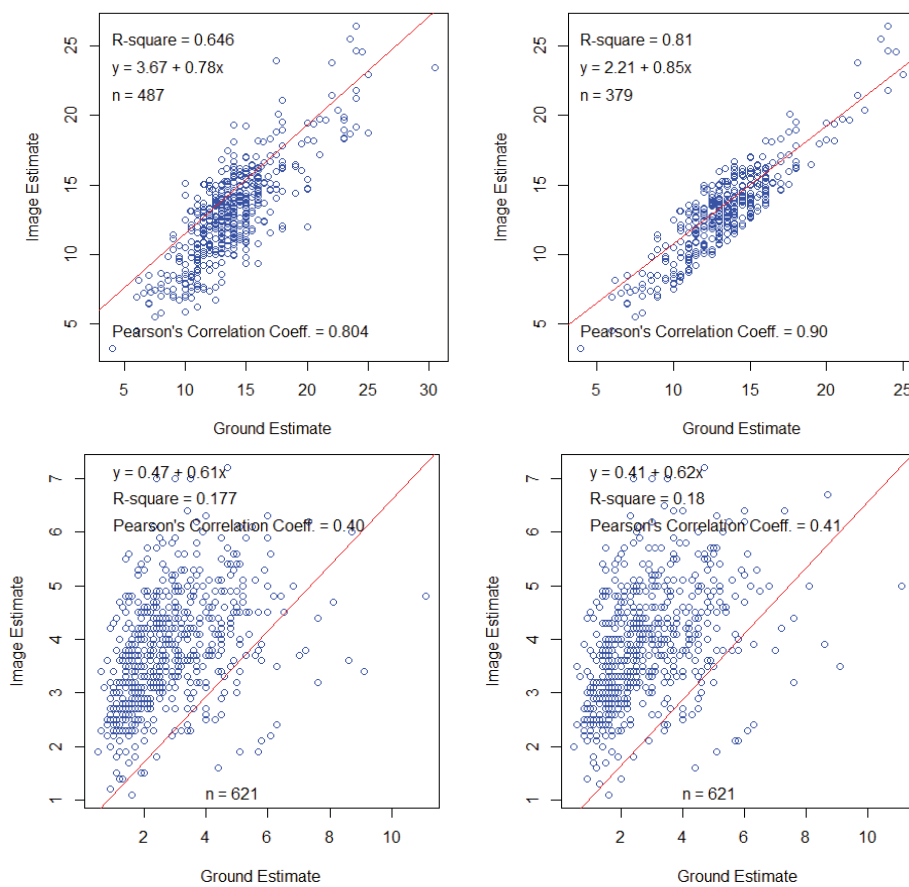 R-square = 0.646
y = 3.67 + 0.78x
n = 487
Pearson's Correlation Coeff. = 0.804
Image Estimate
5 10 15 20 25
5 10 15 20 25 30
Ground Estimate
R-square = 0.81
y = 2.21 + 0.85x
n = 379
Pearson's Correlation Coeff. = 0.90
Image Estimate
5 10 15 20 25
5 10 15 20 25
Ground Estimate
y = 0.47 + 0.61x
R-square = 0.177
Pearson's Correlation Coeff. = 0.40
n = 621
Image Estimate
1 2 3 4 5 6 7
2 4 6 8 10
Ground Estimate
y = 0.41 + 0.62x
R-square = 0.18
Pearson's Correlation Coeff. = 0.41
n = 621
Image Estimate
1 2 3 4 5 6 7
2 4 6 8 10
Ground Estimate